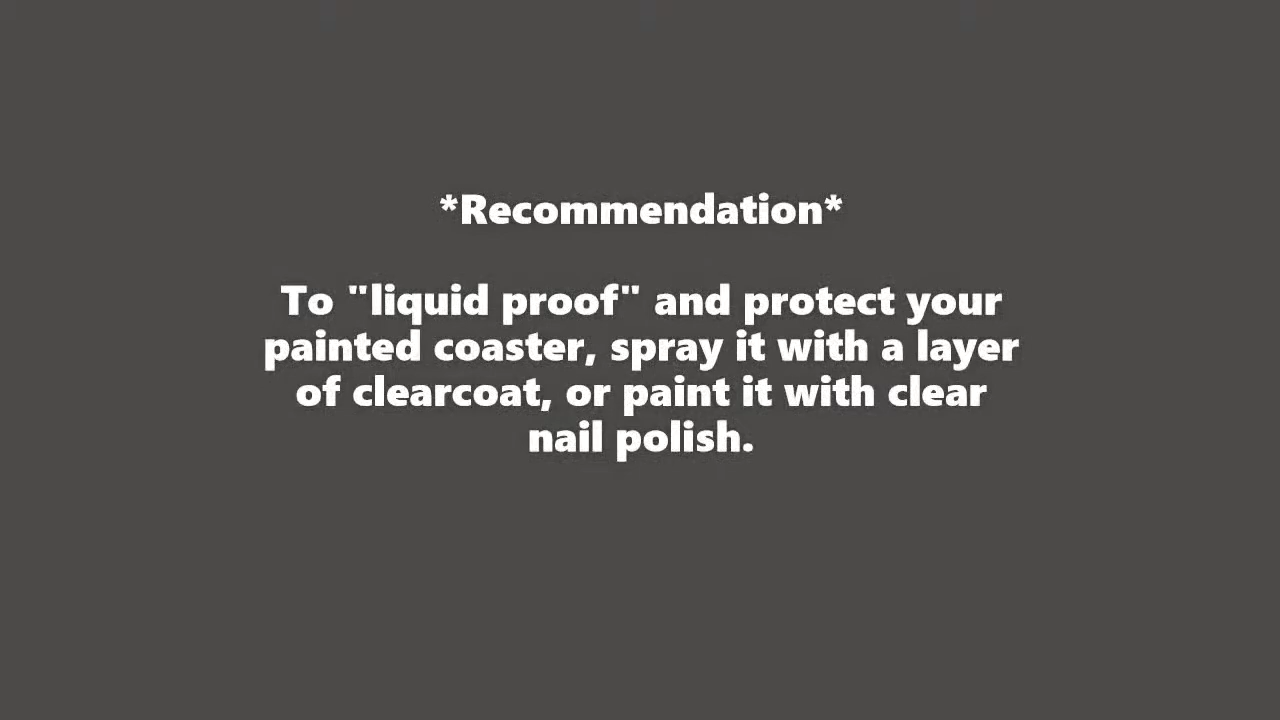 *Recommendation*
To "liquid proof" and protect your
painted coaster, spray it with a layer
of clearcoat, or paint it with clear
nail polish.